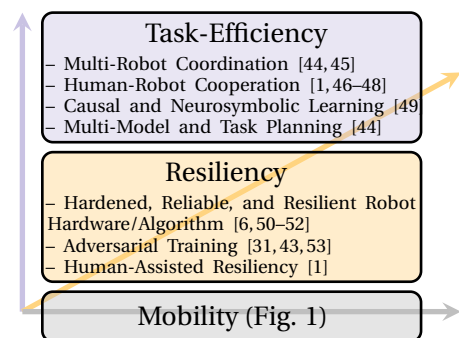 Task-Efficiency
– Multi-Robot Coordination [44, 45]
– Human-Robot Cooperation [1, 46–48]
– Causal and Neurosymbolic Learning [49
– Multi-Model and Task Planning [44]
Resiliency
– Hardened, Reliable, and Resilient Robot
Hardware/Algorithm [6, 50–52]
– Adversarial Training [31, 43, 53]
– Human-Assisted Resiliency [1]
Mobility (Fig. 1)